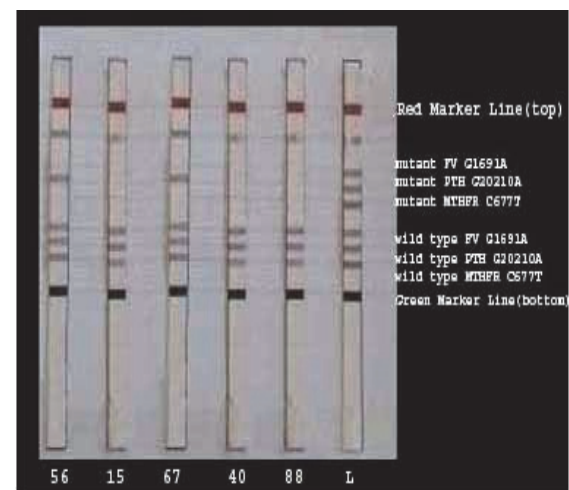 Red Marker Line(top)
mutant FV G1691A
mutant PTH G20210A
mutant MTHFR C677T
wild type FV G1691A
wild type PTH G20210A
wild type MTHFR C677T
Green Marker Line(bottom)
56 15 67 40 88 L